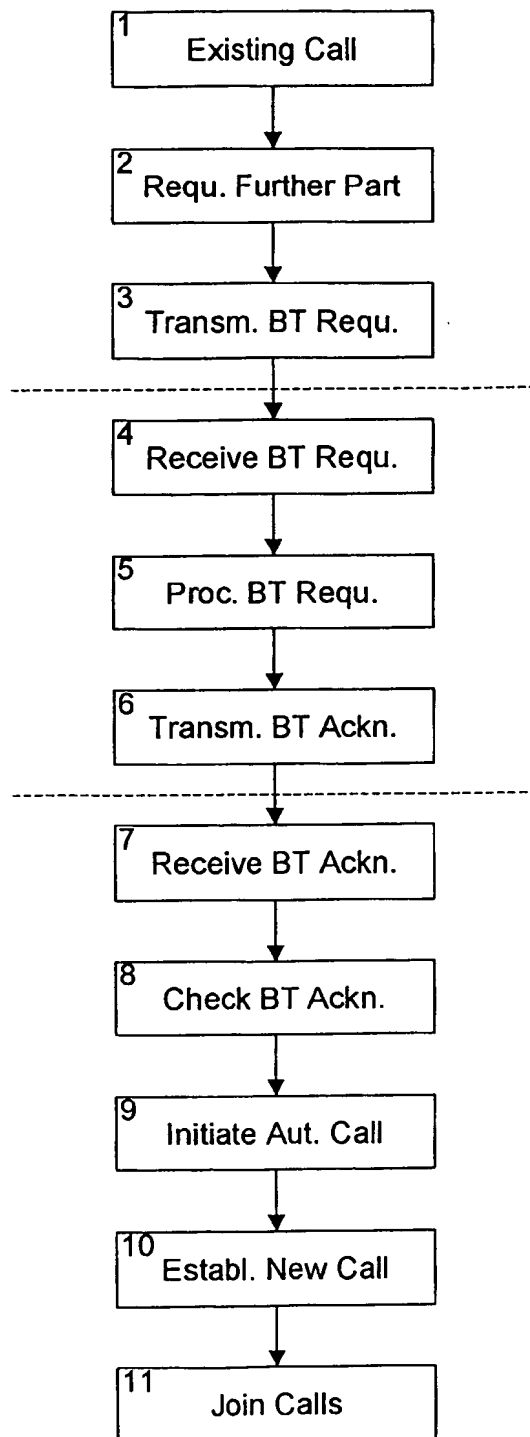 1
Existing Call
2
Requ. Further Part
3
Transm. BT Requ.
4
Receive BT Requ.
5
Proc. BT Requ.
6
Transm. BT Ackn.
7
Receive BT Ackn.
8
Check BT Ackn.
9
Initiate Aut. Call
10
Establ. New Call
11
Join Calls